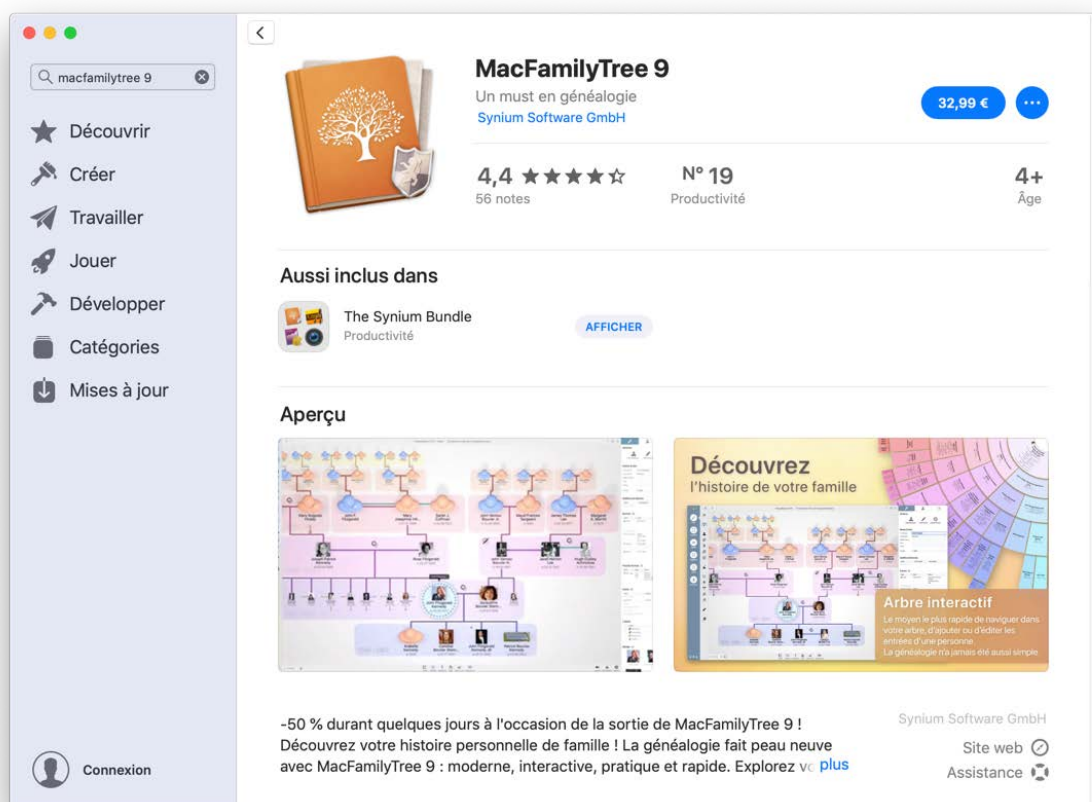 macfamilytree 9
Découvrir
Créer
Travailler
Jouer
Développer
Catégories
Mises à jour
Connexion
MacFamilyTree 9
Un must en généalogie
Synium Software GmbH
32,99 €
4,4
56 notes
N° 19
Productivité
4+
Âge
Aussi inclus dans
The Synium Bundle
Productivité
AFFICHER
Aperçu
Découvrez
l'histoire de votre famille
Arbre interactif
Le moyen le plus rapide de naviguer dans
votre arbre, d'ajouter ou d'éditer les
entrées d'une personne.
La généalogie n'a jamais été aussi simple
-50 % durant quelques jours à l'occasion de la sortie de MacFamilyTree 9 !
Découvrez votre histoire personnelle de famille ! La généalogie fait peau neuve
avec MacFamilyTree 9 : moderne, interactive, pratique et rapide. Explorez plus
Synium Software GmbH
Site web
Assistance